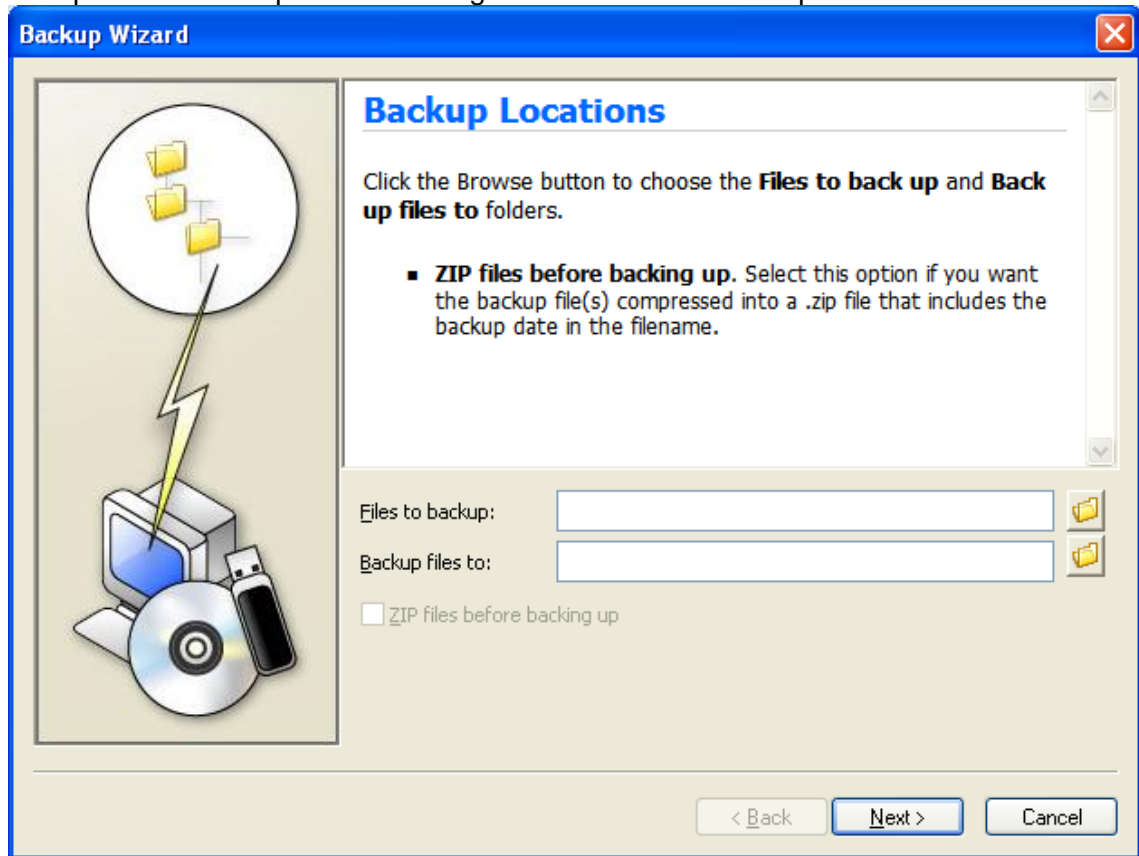 Backup Wizard
Backup Locations
Click the Browse button to choose the Files to back up and Back
up files to folders.
▪ ZIP files before backing up. Select this option if you want
the backup file(s) compressed into a .zip file that includes the
backup date in the filename.
Files to backup:
Backup files to:
ZIP files before backing up
< Back
Next >
Cancel